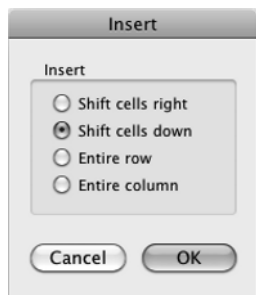 Insert
Insert
Shift cells right
Shift cells down
Entire row
Entire column
Cancel OK